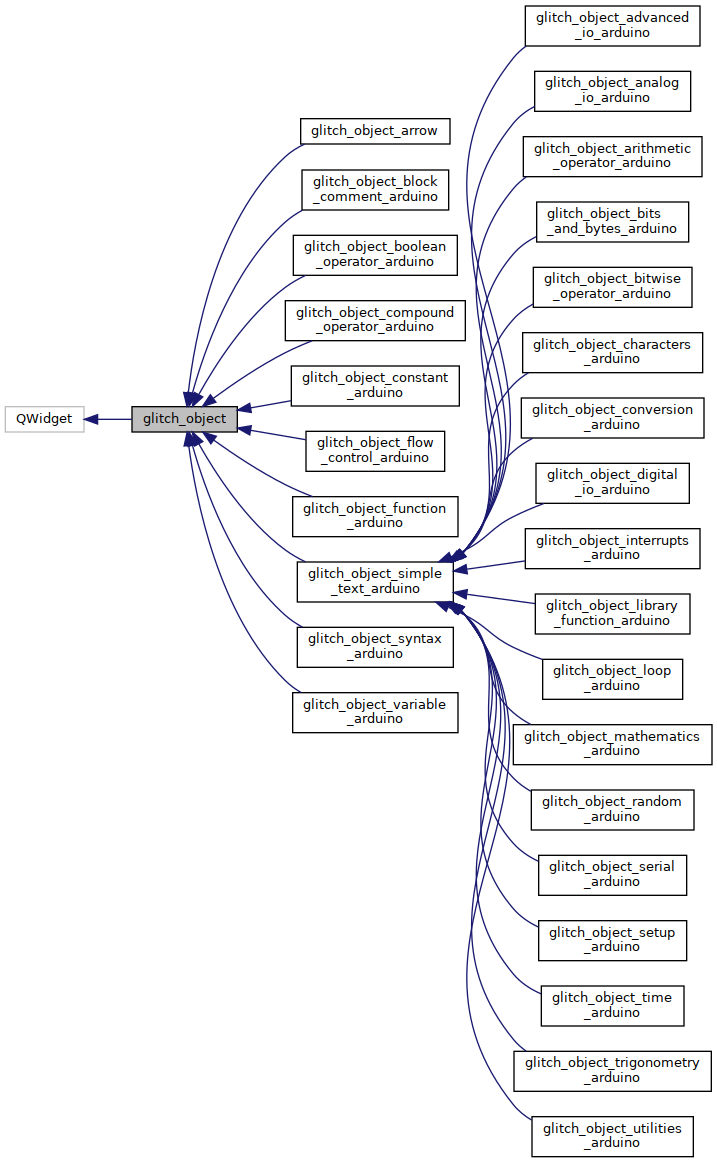 QWidget
glitch_object
glitch_object_arrow
glitch_object_block
_comment_arduino
glitch_object_boolean
_operator_arduino
glitch_object_compound
_operator_arduino
glitch_object_constant
_arduino
glitch_object_flow
_control_arduino
glitch_object_function
_arduino
glitch_object_simple
_text_arduino
glitch_object_syntax
_arduino
glitch_object_variable
_arduino
glitch_object_advanced
_io_arduino
glitch_object_analog
_io_arduino
glitch_object_arithmetic
_operator_arduino
glitch_object_bits
_and_bytes_arduino
glitch_object_bitwise
_operator_arduino
glitch_object_characters
_arduino
glitch_object_conversion
_arduino
glitch_object_digital
_io_arduino
glitch_object_interrupts
_arduino
glitch_object_library
_function_arduino
glitch_object_loop
_arduino
glitch_object_mathematics
_arduino
glitch_object_random
_arduino
glitch_object_serial
_arduino
glitch_object_setup
_arduino
glitch_object_time
_arduino
glitch_object_trigonometry
_arduino
glitch_object_utilities
_arduino